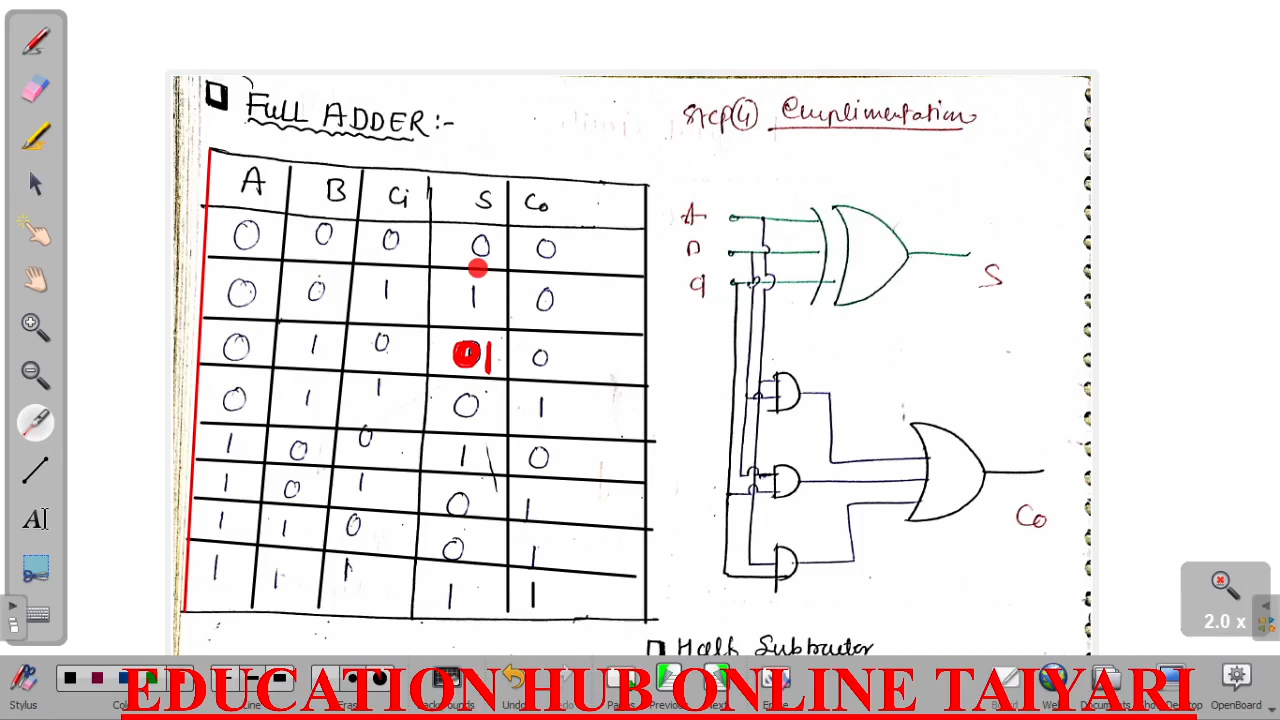 FULL ADDER:-
Step(4) Emplimentation
A B Ci S Co
0 0 0 0 0
0 0 1 1 0
0 1 0 0 1 0
0 1 1 0 1
1 0 0 1 0
1 0 1 0 1
1 1 0 0 1
1 1 1 1 1
A
B
Ci
S
Co
Half Subtractor
2.0 x
Stylus
EDUCATION HUB ONLINE TAIYARI
OpenBoard